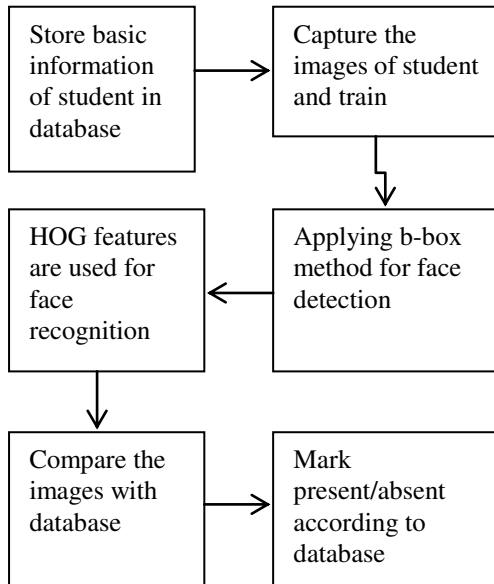 Store basic
information
of student in
database
Capture the
images of student
and train
Applying b-box
method for face
detection
HOG features
are used for
face
recognition
Compare the
images with
database
Mark
present/absent
according to
database